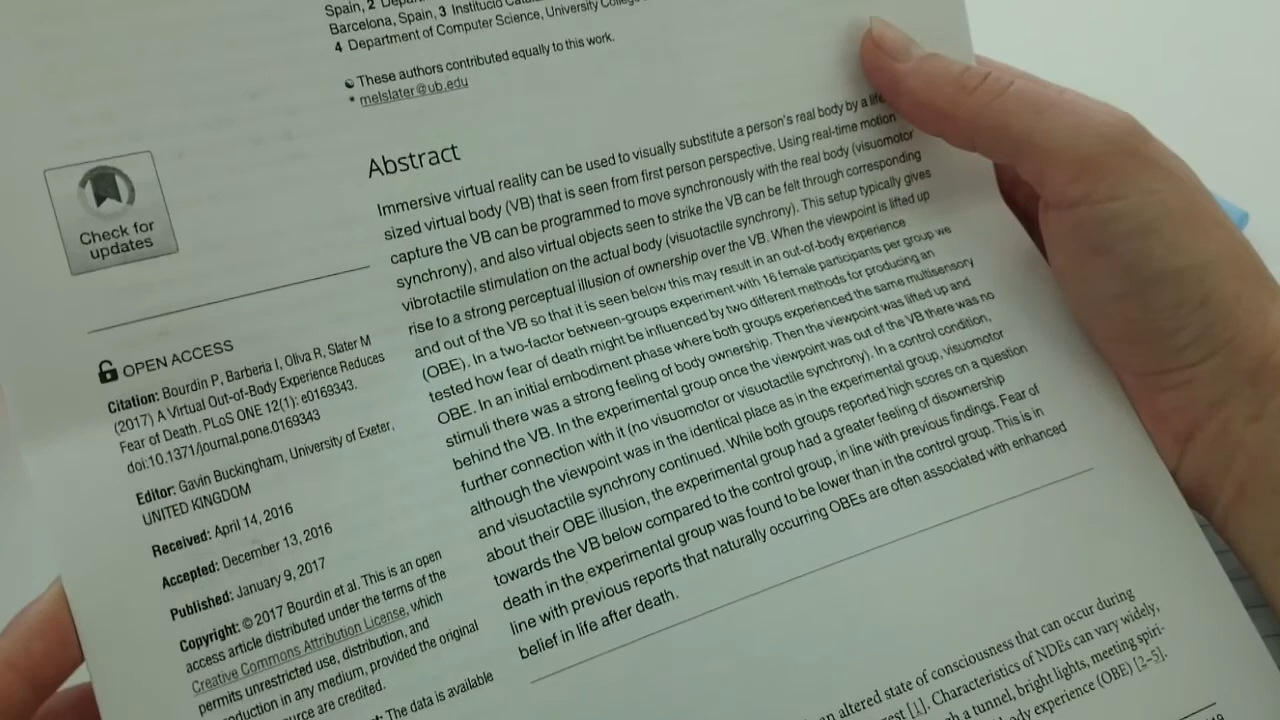 Spain, 2
Barcelona, Spain, 3 Institució
4 Department of Computer Science, University College
These authors contributed equally to this work.
* melslater@ub.edu
Abstract
Immersive virtual reality can be used to visually substitute a person's real body by a life-
sized virtual body (VB) that is seen from first person perspective. Using real-time motion
capture the VB can be programmed to move synchronously with the real body (visuomotor
synchrony), and also virtual objects seen to strike the VB can be felt through corresponding
vibrotactile stimulation on the actual body (visuotactile synchrony). This setup typically gives
rise to a strong perceptual illusion of ownership over the VB. When the viewpoint is lifted up
and out of the VB so that it is seen below this may result in an out-of-body experience
(OBE). In a two-factor between-groups experiment with 16 female participants per group we
tested how fear of death might be influenced by two different methods for producing an
OBE. In an initial embodiment phase where both groups experienced the same multisensory
stimuli there was a strong feeling of body ownership. Then the viewpoint was lifted up and
behind the VB. In the experimental group once the viewpoint was out of the VB there was no
further connection with it (no visuomotor or visuotactile synchrony). In a control condition,
although the viewpoint was in the identical place as in the experimental group, visuomotor
and visuotactile synchrony continued. While both groups reported high scores on a question
about their OBE illusion, the experimental group had a greater feeling of disownership
towards the VB below compared to the control group, in line with previous findings. Fear of
death in the experimental group was found to be lower than in the control group. This is in
line with previous reports that naturally occurring OBEs are often associated with enhanced
belief in life after death.
Check for
updates
OPEN ACCESS
Citation: Bourdin P, Barberia I, Oliva R, Slater M
(2017) A Virtual Out-of-Body Experience Reduces
Fear of Death. PLoS ONE 12(1): e0169343.
doi:10.1371/journal.pone.0169343
Editor: Gavin Buckingham, University of Exeter,
UNITED KINGDOM
Received: April 14, 2016
Accepted: December 13, 2016
Published: January 9, 2017
Copyright: © 2017 Bourdin et al. This is an open
access article distributed under the terms of the
Creative Commons Attribution License, which
permits unrestricted use, distribution, and
in any medium, provided the original
are credited.
The data is available
an altered state of consciousness that can occur during
[1]. Characteristics of NDEs can vary widely,
a tunnel, bright lights, meeting spiri-
experience (OBE) [2–5].